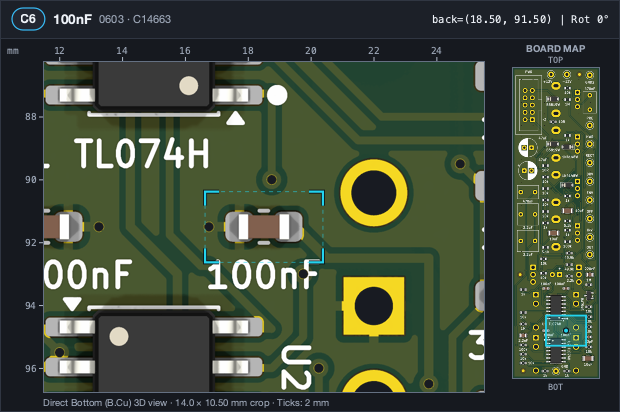 C6 100nF 0603 · C14663 back=(18.50, 91.50) | Rot 0°
mm 12 14 16 18 20 22 24
BOARD MAP
TOP
88
TL074H
90
92
00nF 100nF
94
3
U2
96
BOT
Direct Bottom (B.Cu) 3D view · 14.0 × 10.50 mm crop · Ticks: 2 mm